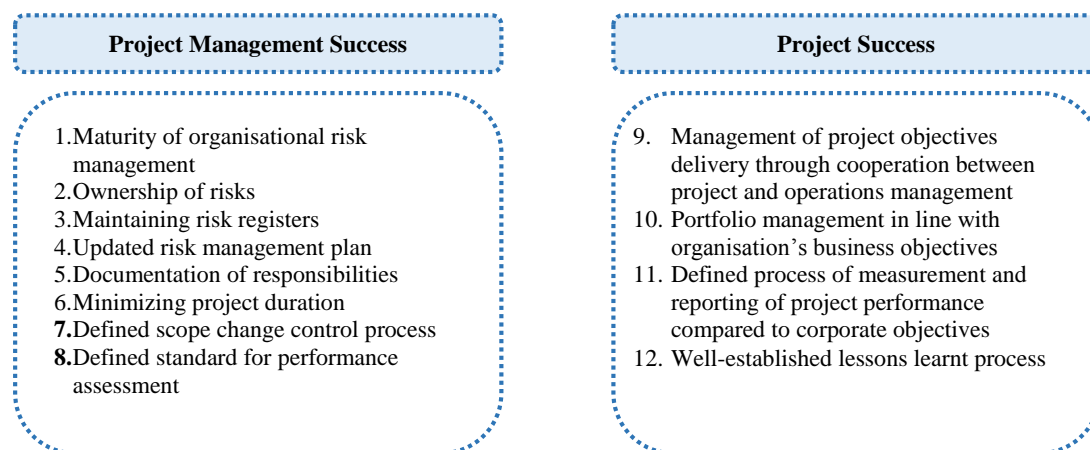 Project Management Success
1.Maturity of organisational risk
management
2.Ownership of risks
3.Maintaining risk registers
4.Updated risk management plan
5.Documentation of responsibilities
6.Minimizing project duration
7.Defined scope change control process
8.Defined standard for performance
assessment
Project Success
9. Management of project objectives
delivery through cooperation between
project and operations management
10. Portfolio management in line with
organisation’s business objectives
11. Defined process of measurement and
reporting of project performance
compared to corporate objectives
12. Well-established lessons learnt process